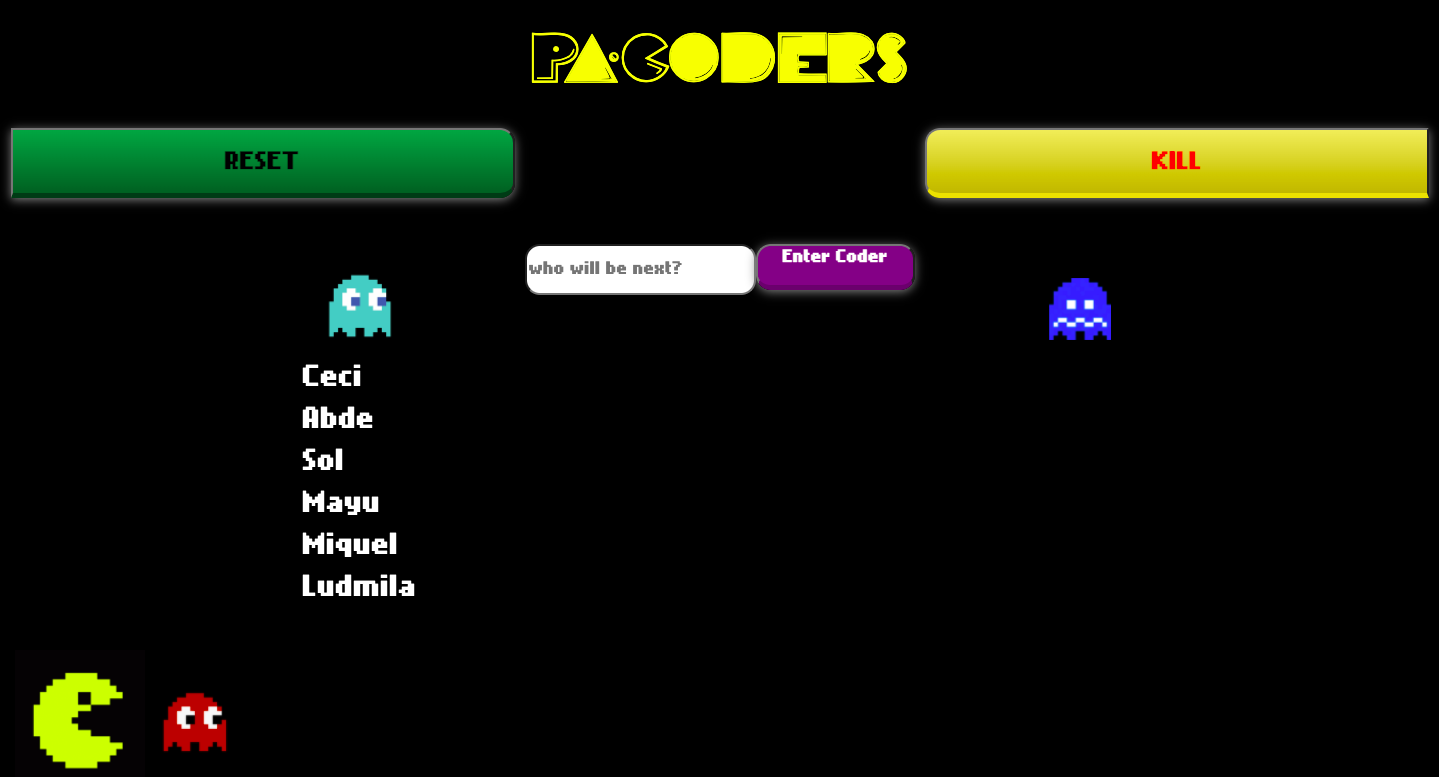 PA·CODERS
RESET
KILL
who will be next?
Enter Coder
Ceci
Abde
Sol
Mayu
Miquel
Ludmila